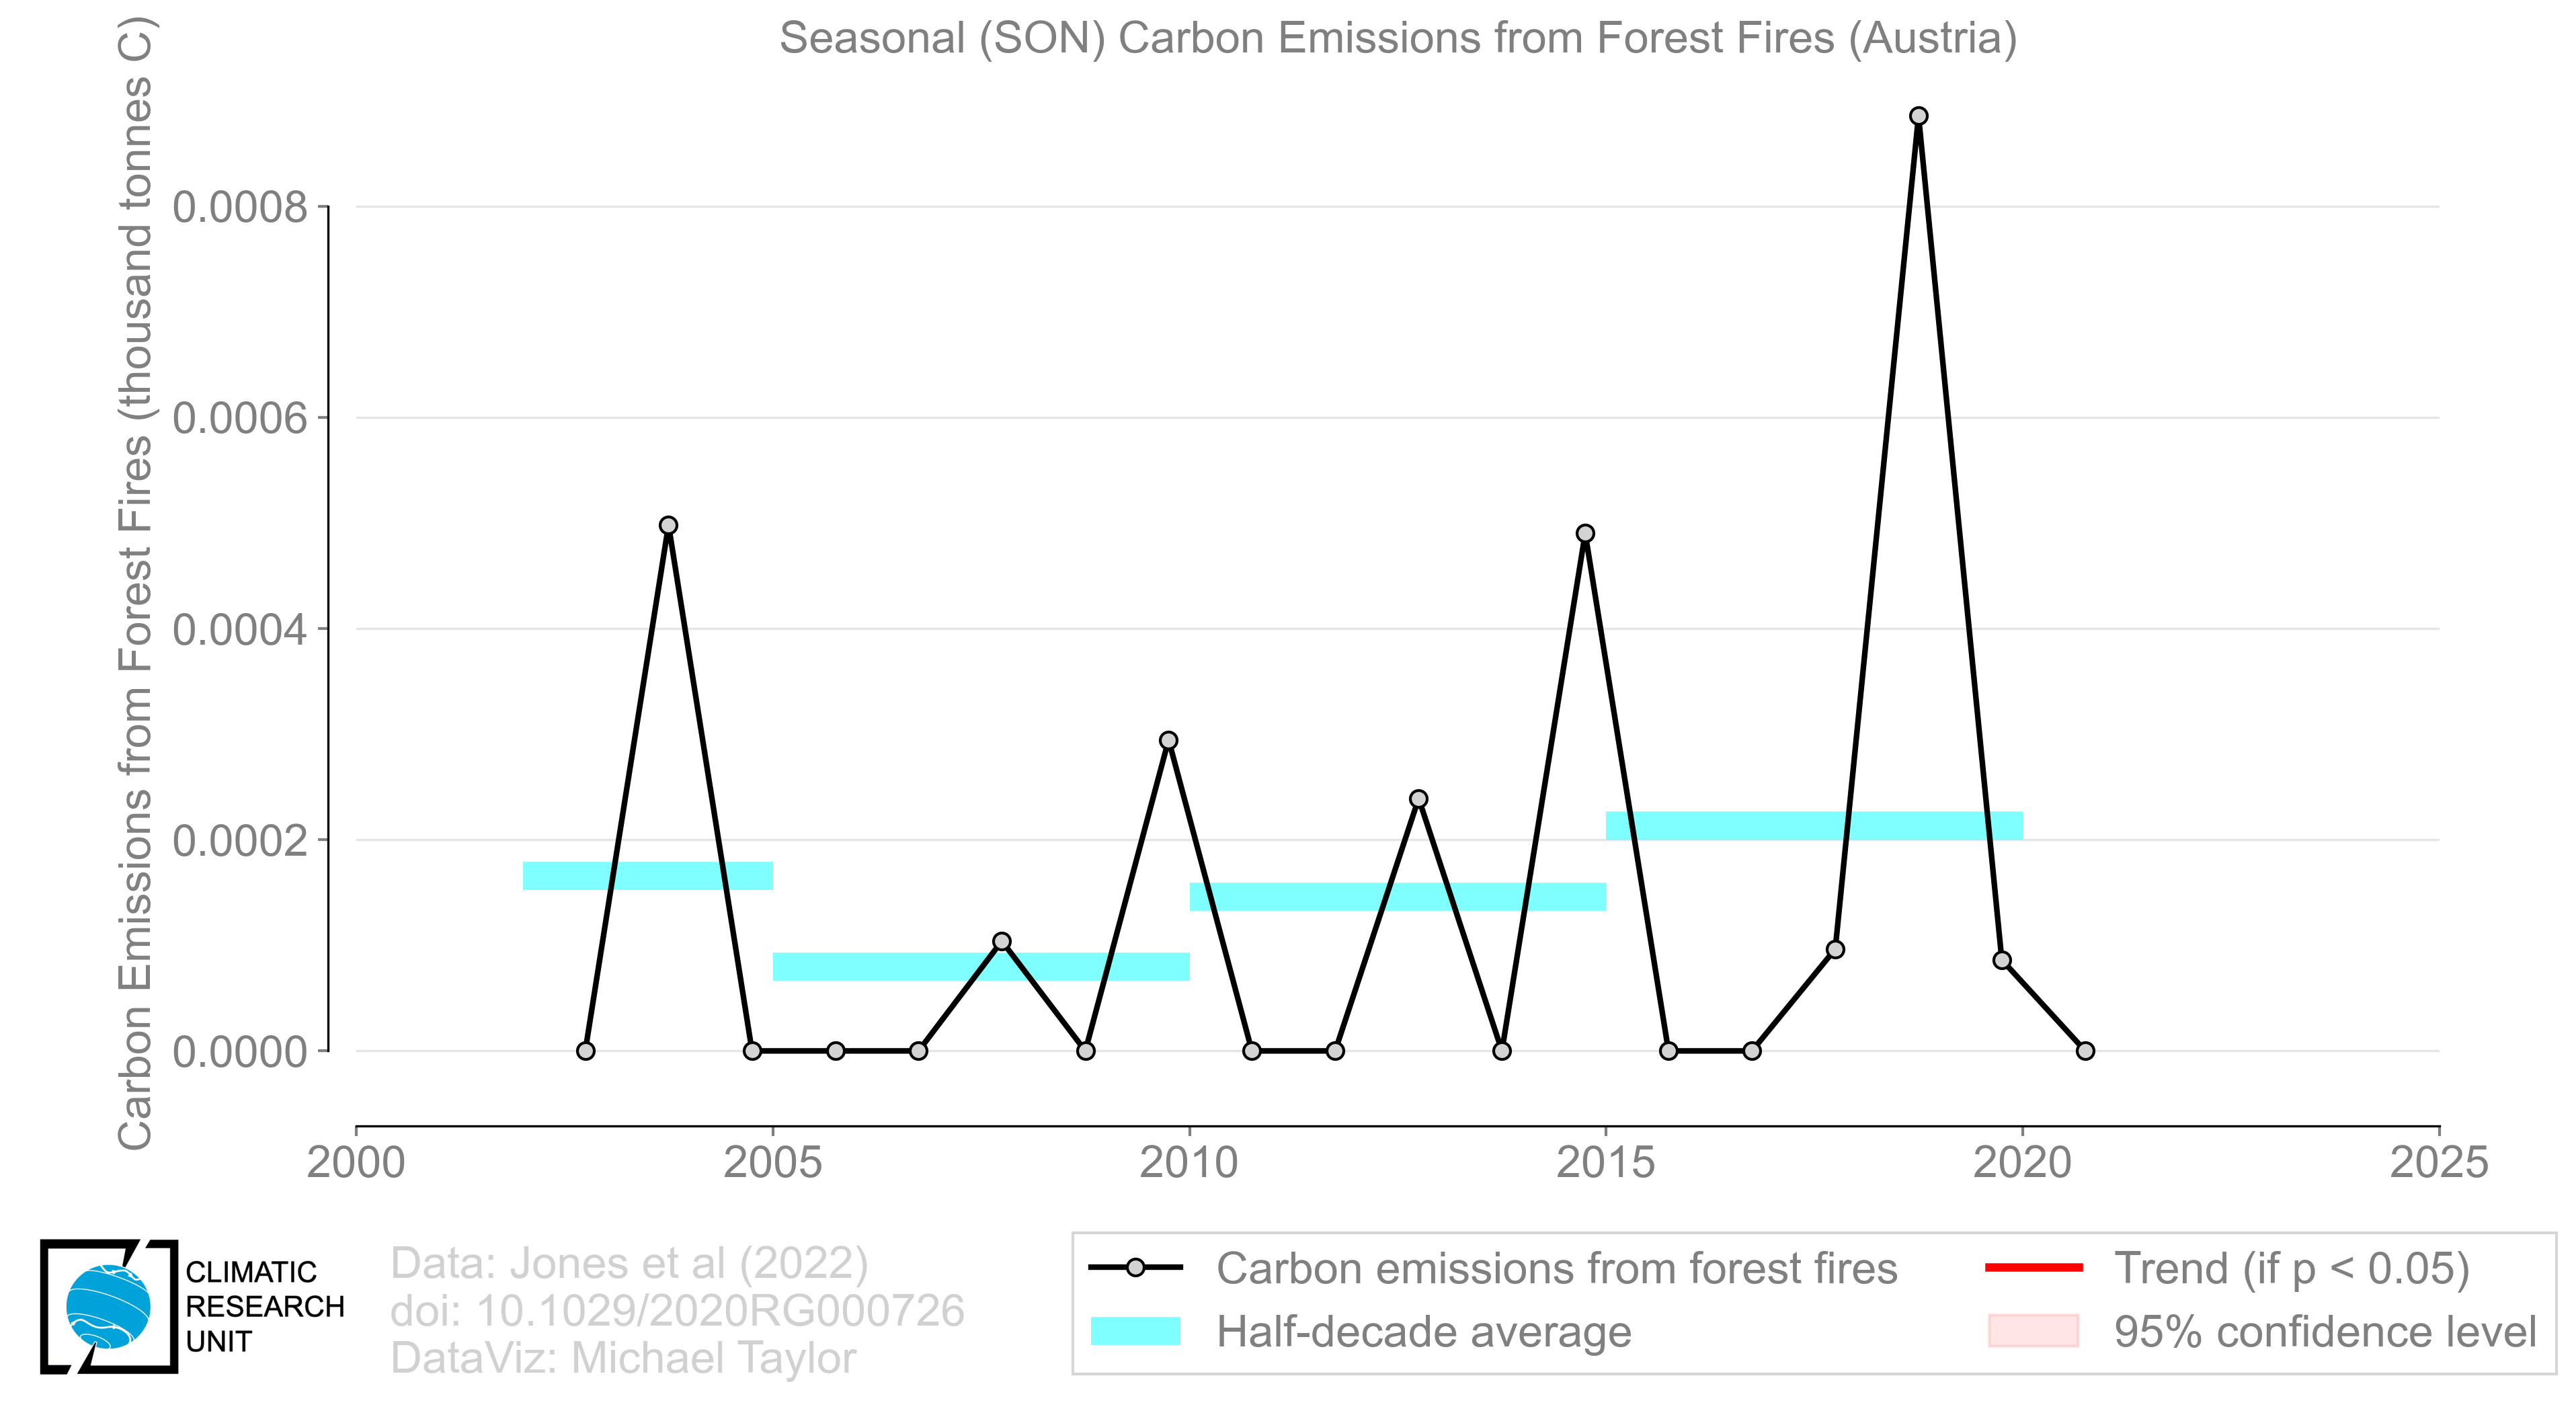 Seasonal (SON) Carbon Emissions from Forest Fires (Austria)
Carbon Emissions from Forest Fires (thousand tonnes C)
0.0008
0.0006
0.0004
0.0002
0.0000
2000 2005 2010 2015 2020 2025
CLIMATIC
RESEARCH
UNIT
Data: Jones et al (2022)
doi: 10.1029/2020RG000726
DataViz: Michael Taylor
Carbon emissions from forest fires
Half-decade average
Trend (if p < 0.05)
95% confidence level